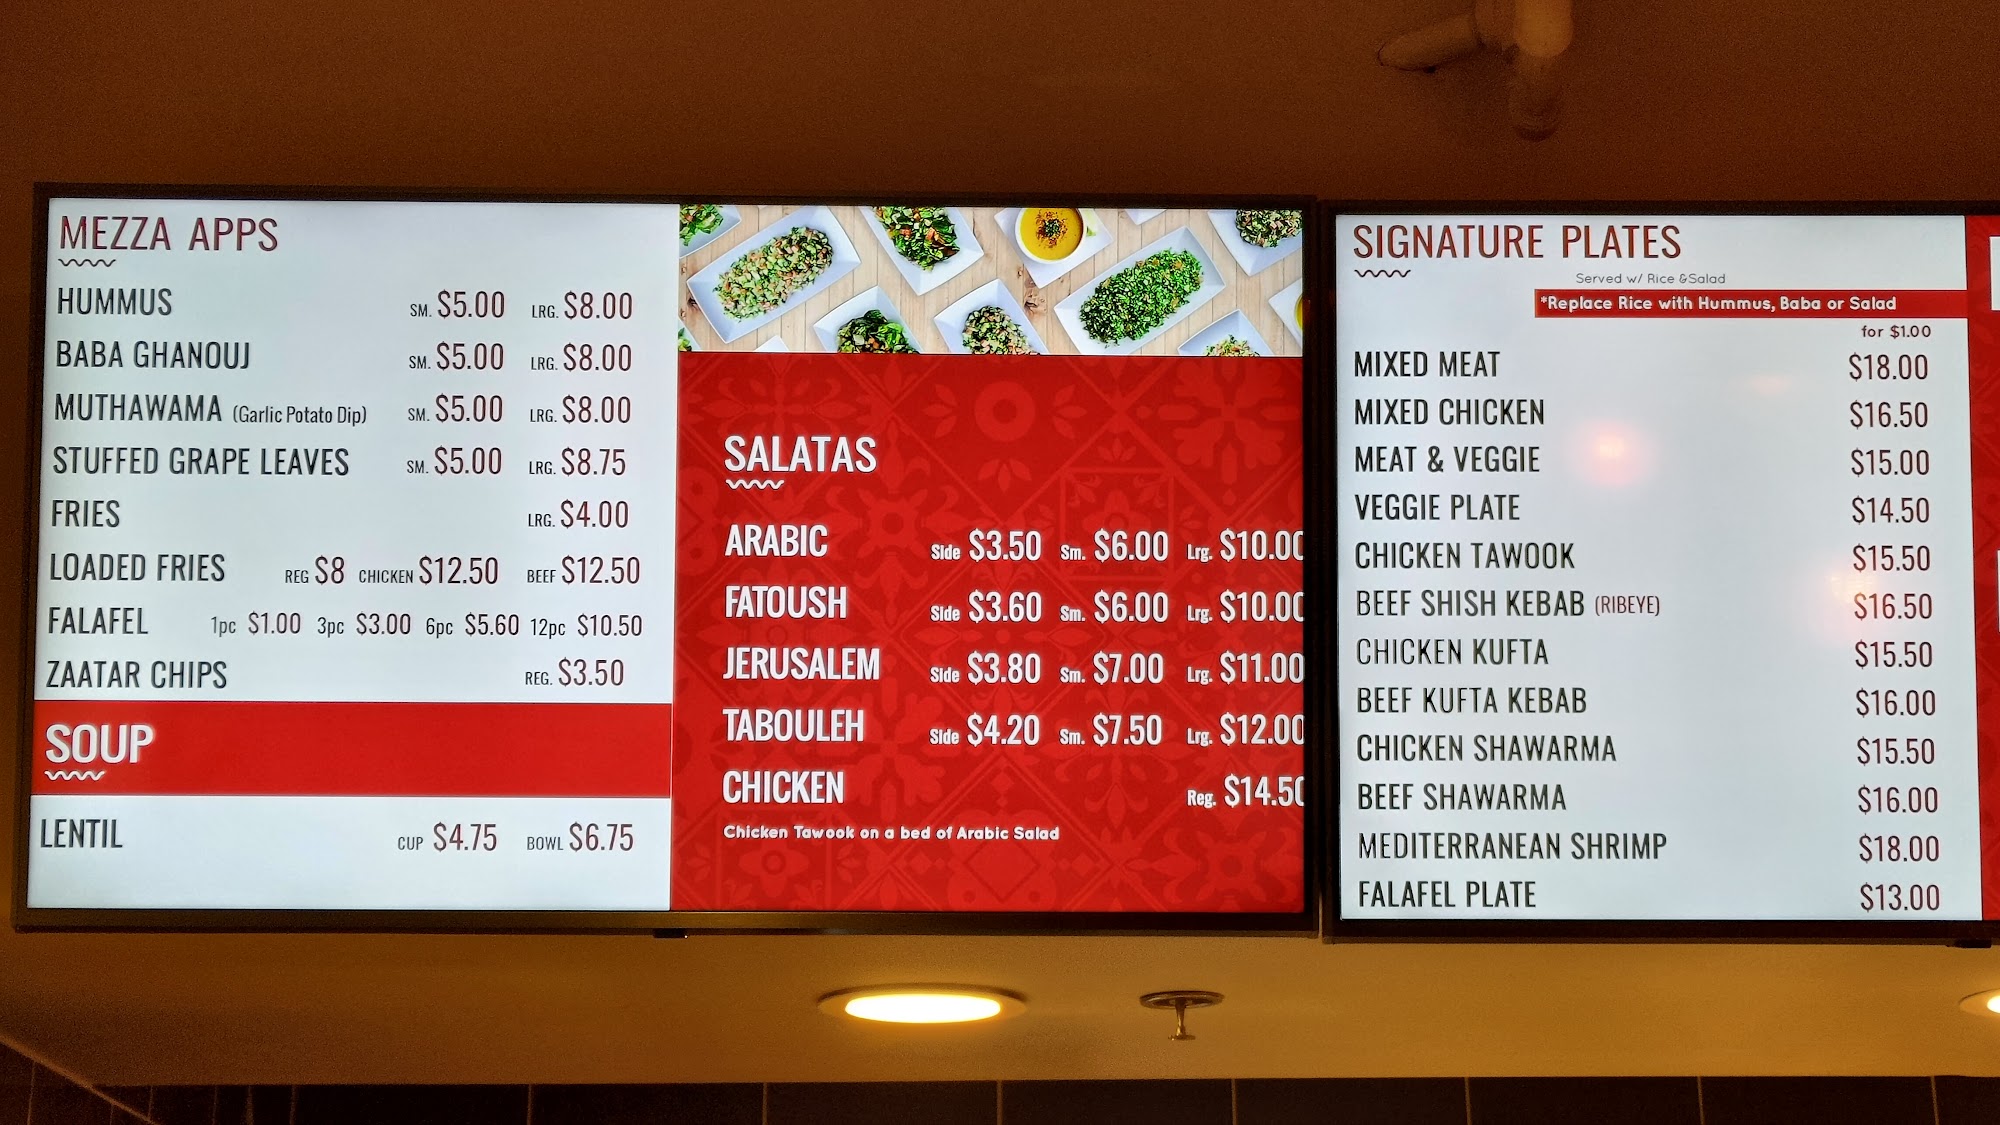 MEZZA APPS
HUMMUS SM. $5.00 LRG. $8.00
BABA GHANOUJ SM. $5.00 LRG. $8.00
MUTHAWAMA (Garlic Potato Dip) SM. $5.00 LRG. $8.00
STUFFED GRAPE LEAVES SM. $5.00 LRG. $8.75
FRIES LRG. $4.00
LOADED FRIES REG $8 CHICKEN $12.50 BEEF $12.50
FALAFEL 1pc $1.00 3pc $3.00 6pc $5.60 12pc $10.50
ZAATAR CHIPS REG. $3.50
SOUP
LENTIL CUP $4.75 BOWL $6.75
SALATAS
ARABIC Side $3.50 Sm. $6.00 Lrg. $10.00
FATOUSH Side $3.60 Sm. $6.00 Lrg. $10.00
JERUSALEM Side $3.80 Sm. $7.00 Lrg. $11.00
TABOULEH Side $4.20 Sm. $7.50 Lrg. $12.00
CHICKEN Reg. $14.50
Chicken Tawook on a bed of Arabic Salad
SIGNATURE PLATES
Served w/ Rice &Salad
*Replace Rice with Hummus, Baba or Salad
for $1.00
MIXED MEAT $18.00
MIXED CHICKEN $16.50
MEAT & VEGGIE $15.00
VEGGIE PLATE $14.50
CHICKEN TAWOOK $15.50
BEEF SHISH KEBAB (RIBEYE) $16.50
CHICKEN KUFTA $15.50
BEEF KUFTA KEBAB $16.00
CHICKEN SHAWARMA $15.50
BEEF SHAWARMA $16.00
MEDITERRANEAN SHRIMP $18.00
FALAFEL PLATE $13.00